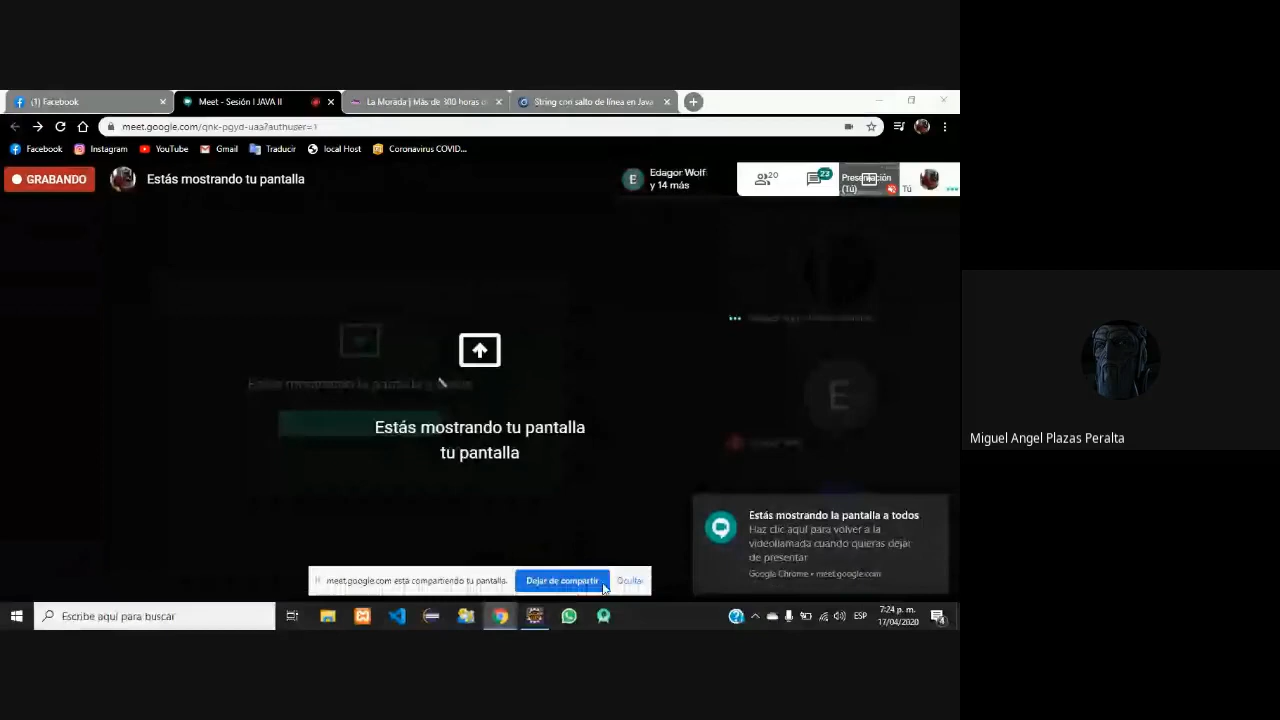 (1) Facebook
Meet - Sesión I JAVA II
La Morada | Más de 300 horas d
String con salto de línea en Java
meet.google.com/qnk-pgyd-uaa?authuser=1
Facebook
Instagram
YouTube
Gmail
Traducir
local Host
Coronavirus COVID...
GRABANDO
Estás mostrando tu pantalla
E
Edagor Wolf
y 14 más
20
23
Presentación
(Tú)
Tú
Estás mostrando tu pantalla
tu pantalla
E
Miguel Angel Plazas Peralta
Estás mostrando la pantalla a todos
Haz clic aquí para volver a la
videollamada cuando quieras dejar
de presentar
Google Chrome • meet.google.com
meet.google.com está compartiendo tu pantalla.
Dejar de compartir
Ocultar
Escribe aquí para buscar
ESP
7:24 p. m.
17/04/2020
4